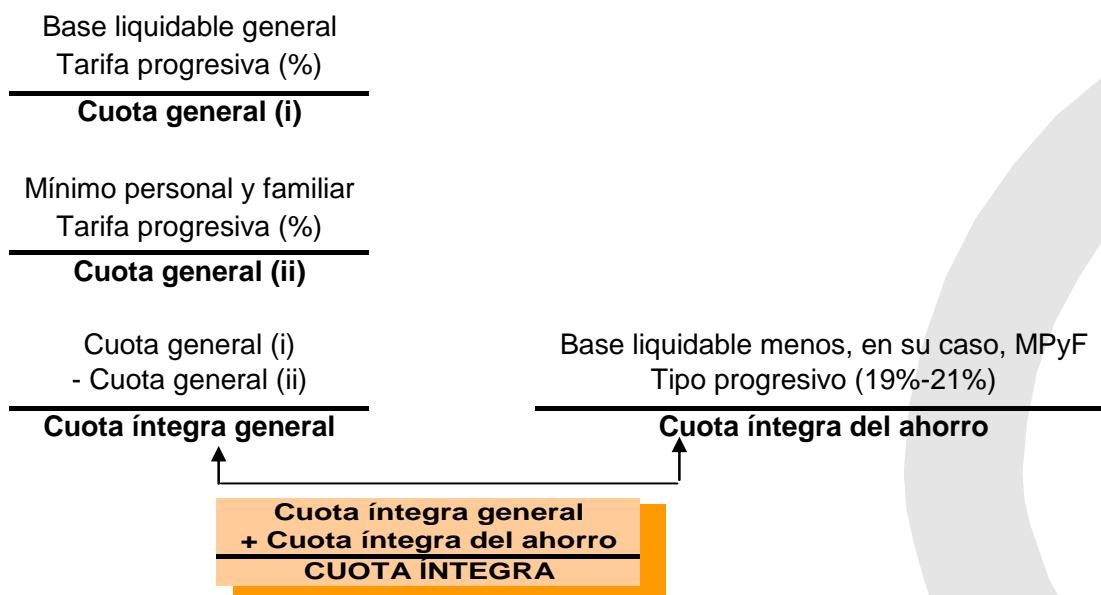 Base liquidable general
Tarifa progresiva (%)
Cuota general (i)
Mínimo personal y familiar
Tarifa progresiva (%)
Cuota general (ii)
Cuota general (i)
- Cuota general (ii)
Cuota íntegra general
Base liquidable menos, en su caso, MPyF
Tipo progresivo (19%-21%)
Cuota íntegra del ahorro
Cuota íntegra general
+ Cuota íntegra del ahorro
CUOTA ÍNTEGRA